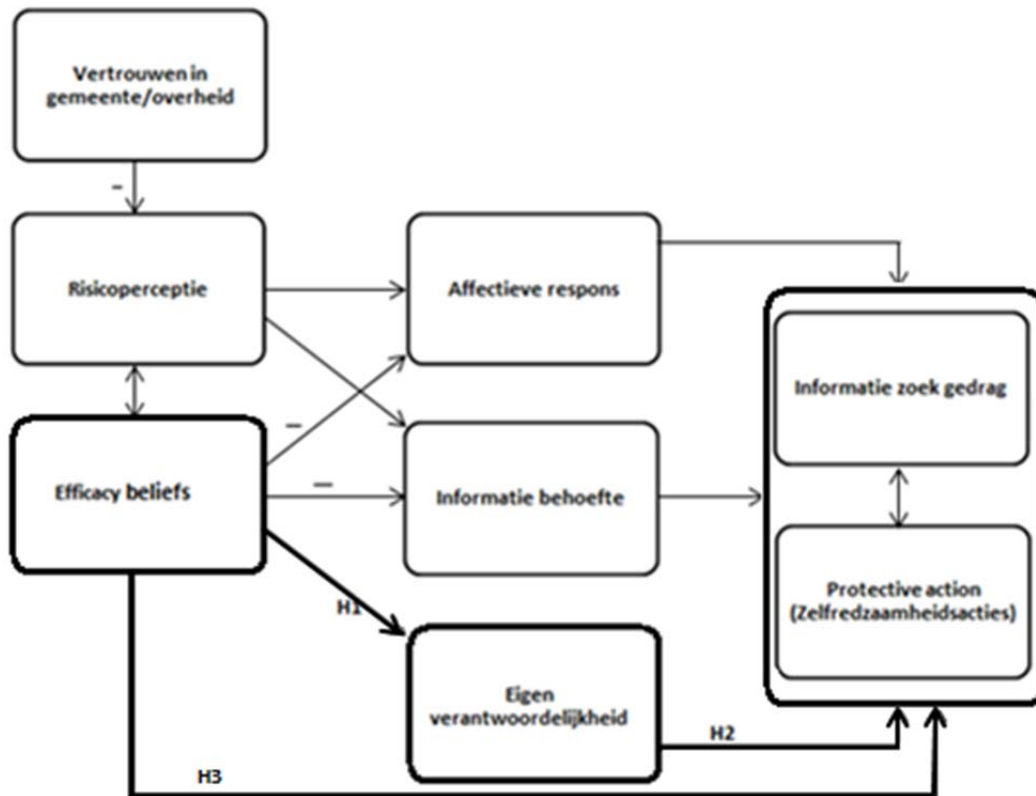 Vertrouwen in
gemeente/overheid
–
Risicoperceptie
Affectieve respons
Informatie zoek gedrag
–
Efficacy beliefs
–
Informatie behoefte
Protective action
(Zelfredzaamheidsacties)
H1
Eigen
verantwoordelijkheid
H2
H3